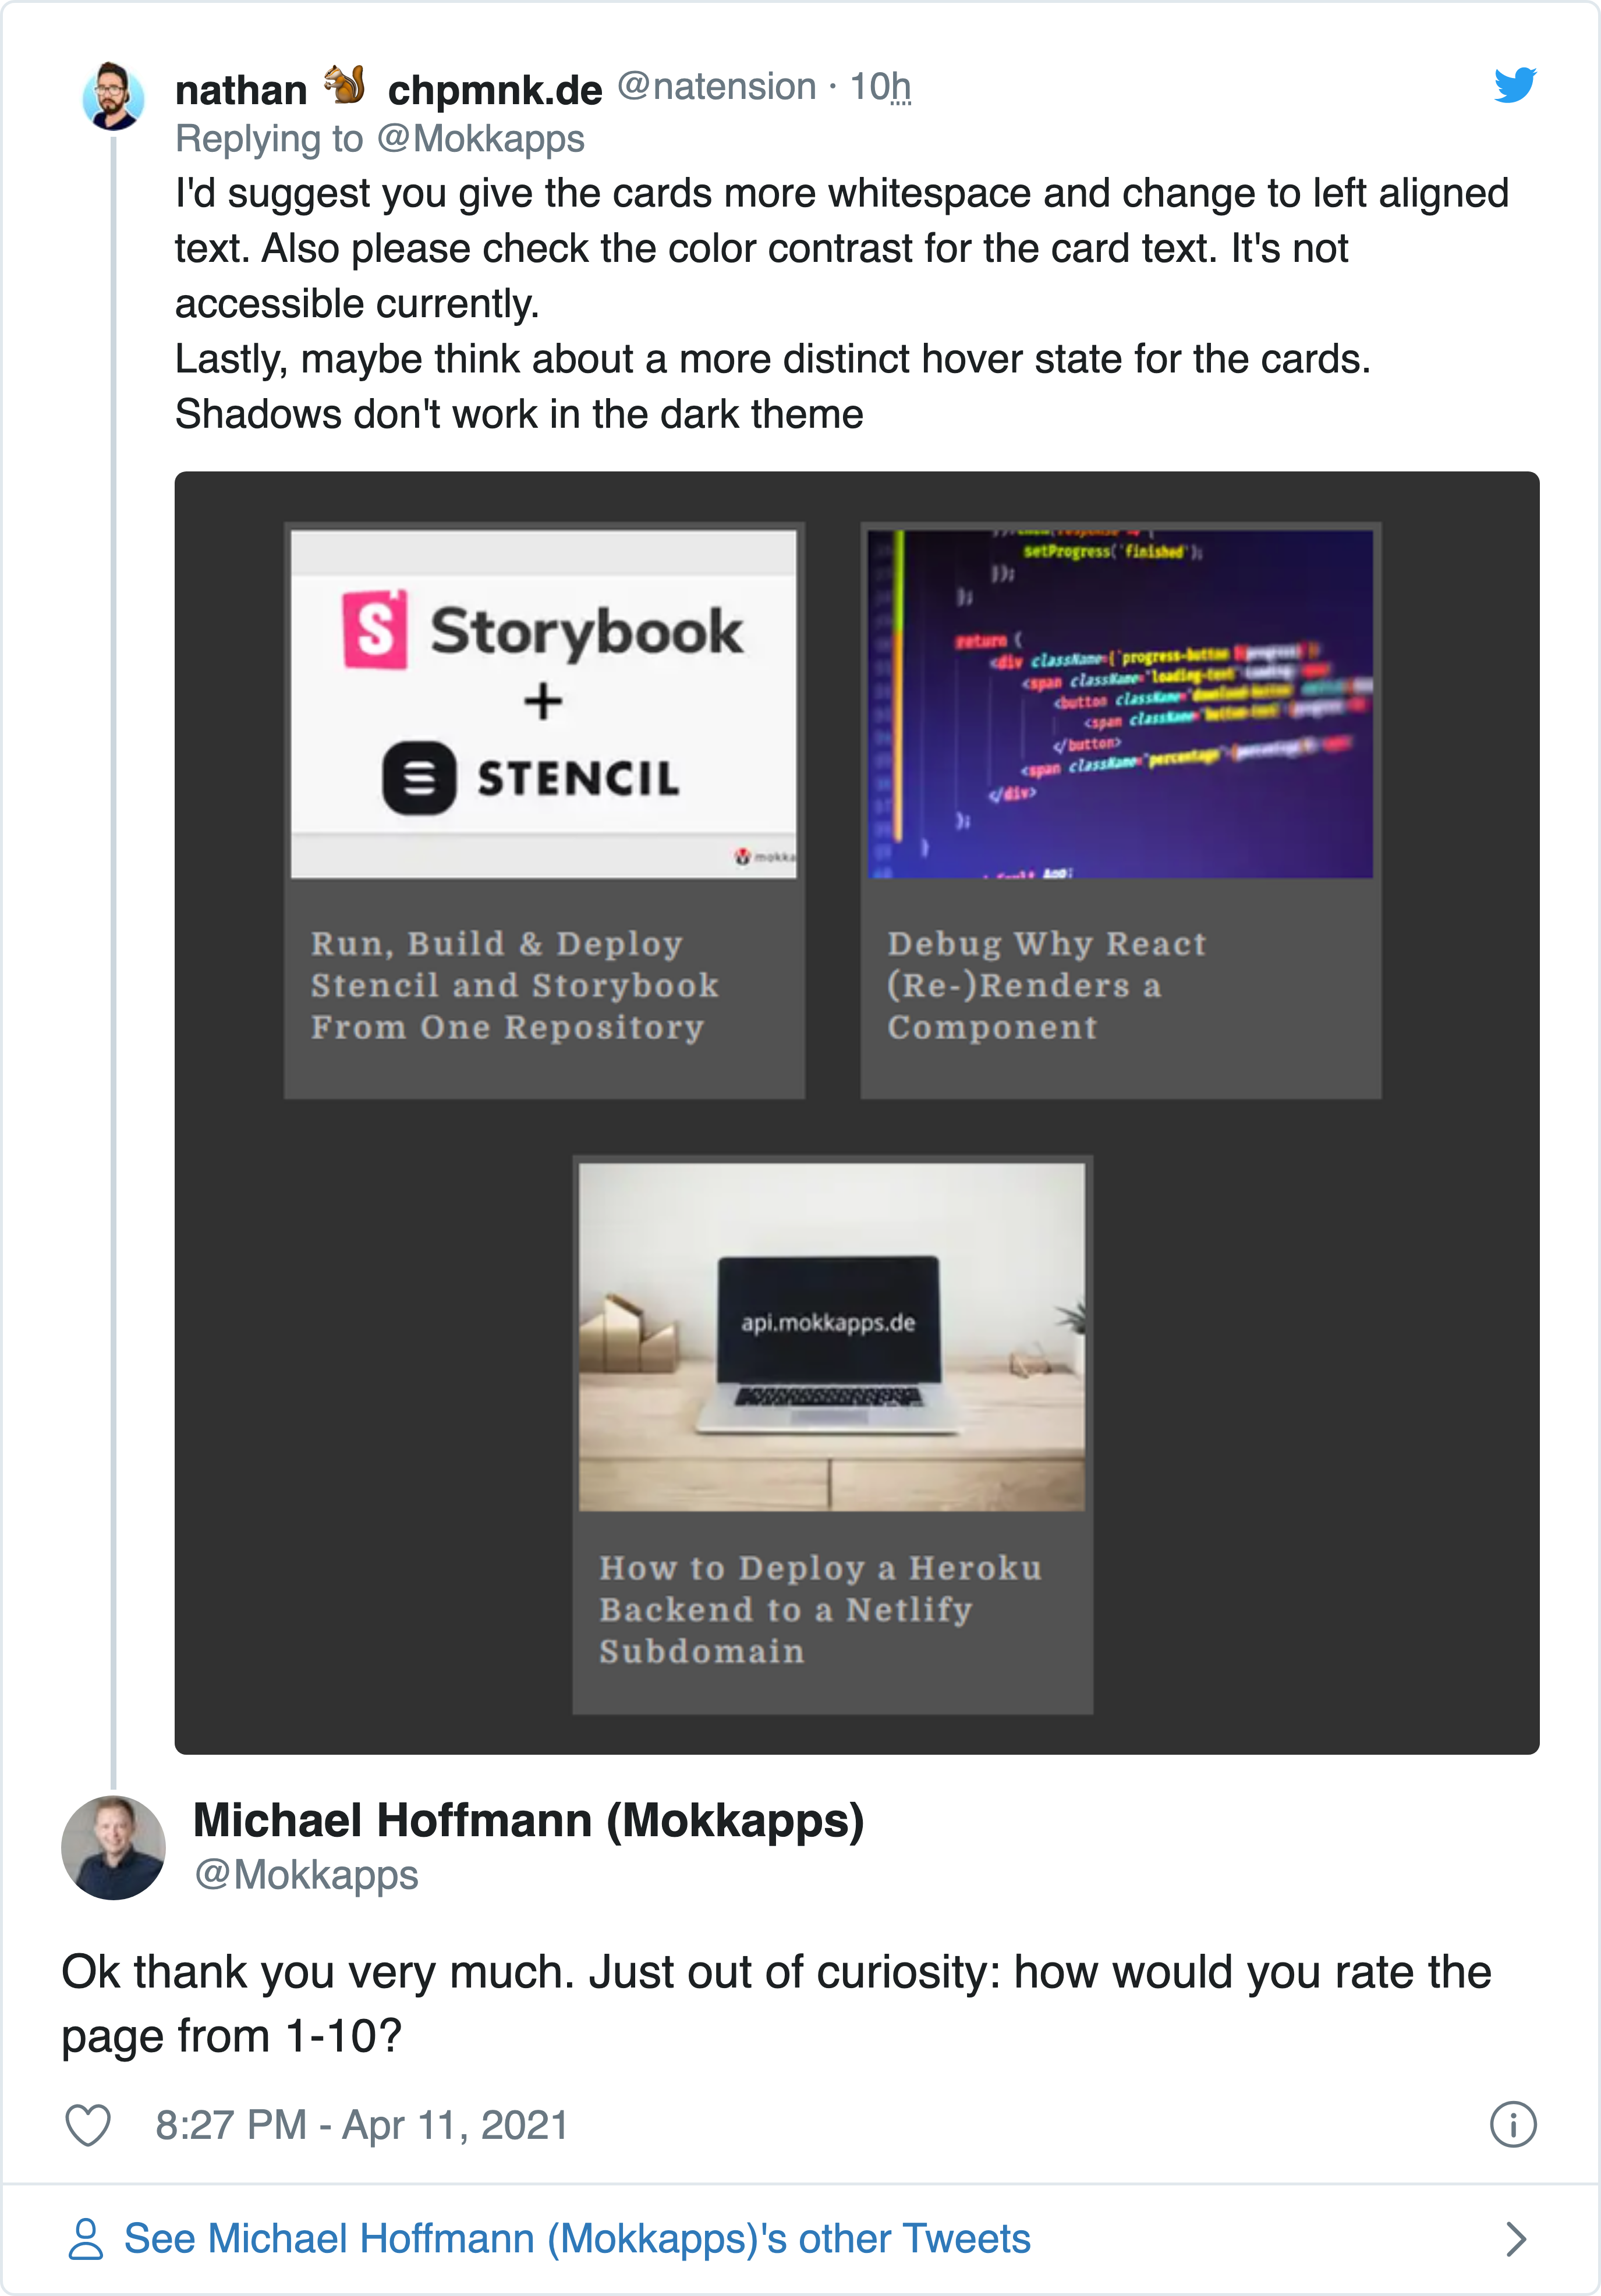 nathan 🐿 chpmnk.de @natension · 10h
Replying to @Mokkapps
I'd suggest you give the cards more whitespace and change to left aligned
text. Also please check the color contrast for the card text. It's not
accessible currently.
Lastly, maybe think about a more distinct hover state for the cards.
Shadows don't work in the dark theme
S Storybook
+
STENCIL
mokka
Run, Build & Deploy
Stencil and Storybook
From One Repository
setProgress('finished');
});
};
return (
<div className={`progress-button
<span className="loading-text"
<button className="download-button
<span className="button-text"
</button>
<span className="percentage"
</div>
);
}
App;
Debug Why React
(Re-)Renders a
Component
api.mokkapps.de
How to Deploy a Heroku
Backend to a Netlify
Subdomain
Michael Hoffmann (Mokkapps)
@Mokkapps
Ok thank you very much. Just out of curiosity: how would you rate the
page from 1-10?
8:27 PM - Apr 11, 2021
See Michael Hoffmann (Mokkapps)'s other Tweets